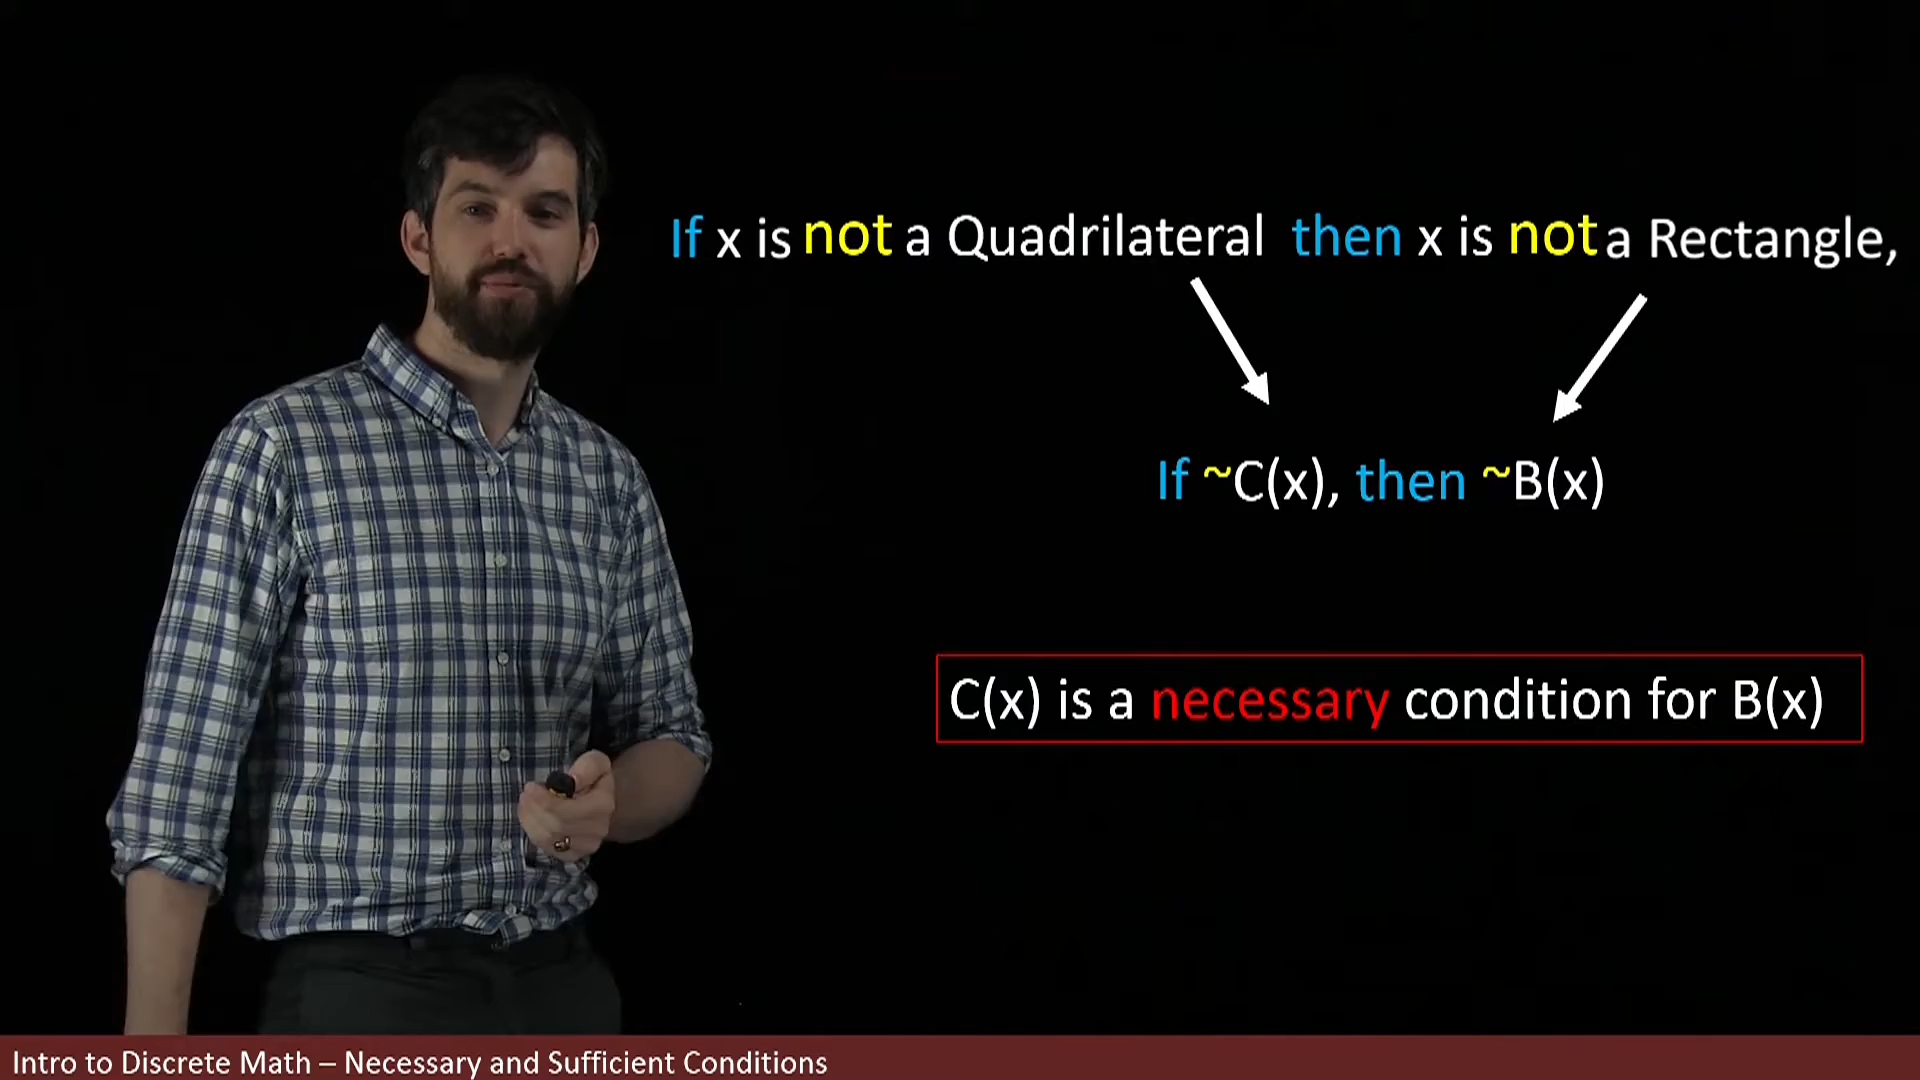 If x is not a Quadrilateral then x is not a Rectangle,
If ~C(x), then ~B(x)
C(x) is a necessary condition for B(x)
Intro to Discrete Math – Necessary and Sufficient Conditions